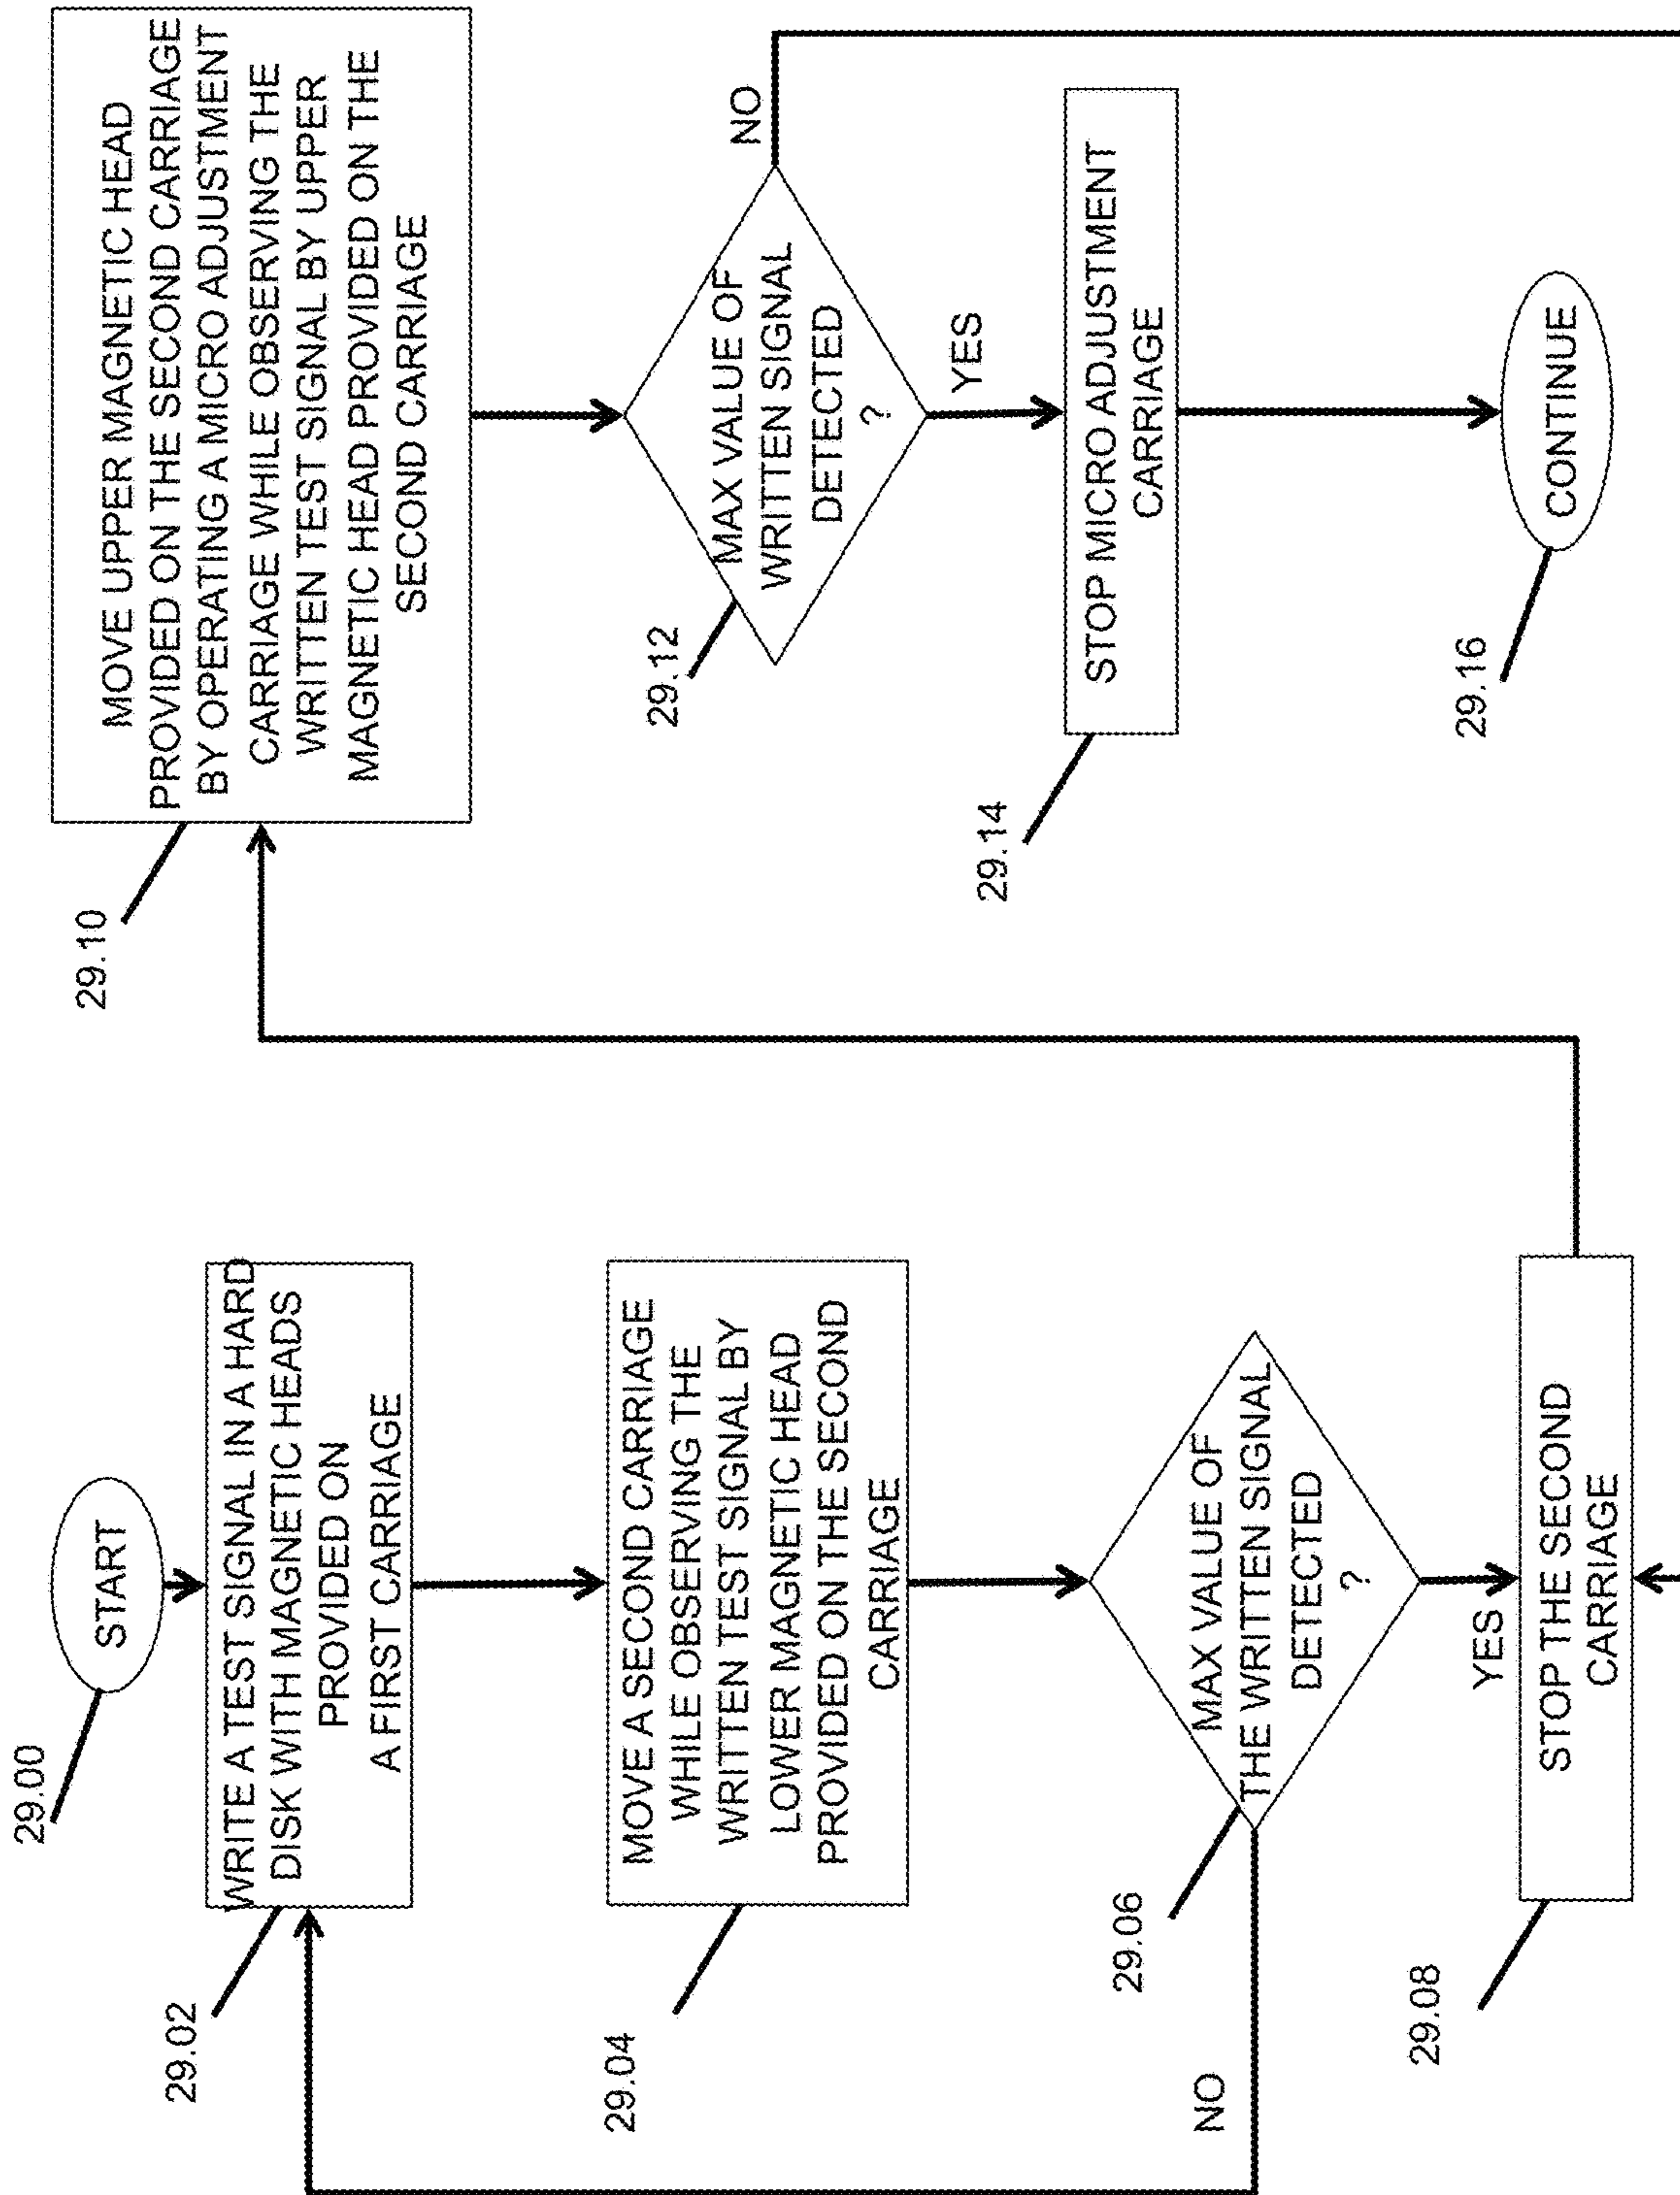 29.00
START
29.02
WRITE A TEST SIGNAL IN A HARD
DISK WITH MAGNETIC HEADS
PROVIDED ON
A FIRST CARRIAGE
29.04
MOVE A SECOND CARRIAGE
WHILE OBSERVING THE
WRITTEN TEST SIGNAL BY
LOWER MAGNETIC HEAD
PROVIDED ON THE SECOND
CARRIAGE
29.06
MAX VALUE OF
THE WRITTEN SIGNAL
DETECTED
?
NO
YES
29.08
STOP THE SECOND
CARRIAGE
29.10
MOVE UPPER MAGNETIC HEAD
PROVIDED ON THE SECOND CARRIAGE
BY OPERATING A MICRO ADJUSTMENT
CARRIAGE WHILE OBSERVING THE
WRITTEN TEST SIGNAL BY UPPER
MAGNETIC HEAD PROVIDED ON THE
SECOND CARRIAGE
29.12
MAX VALUE OF
WRITTEN SIGNAL
DETECTED
?
NO
YES
29.14
STOP MICRO ADJUSTMENT
CARRIAGE
29.16
CONTINUE